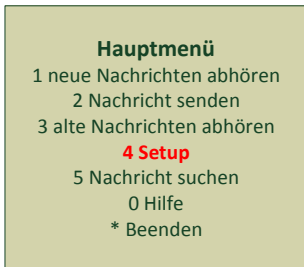 Hauptmenü
1 neue Nachrichten abhören
2 Nachricht senden
3 alte Nachrichten abhören
4 Setup
5 Nachricht suchen
0 Hilfe
* Beenden